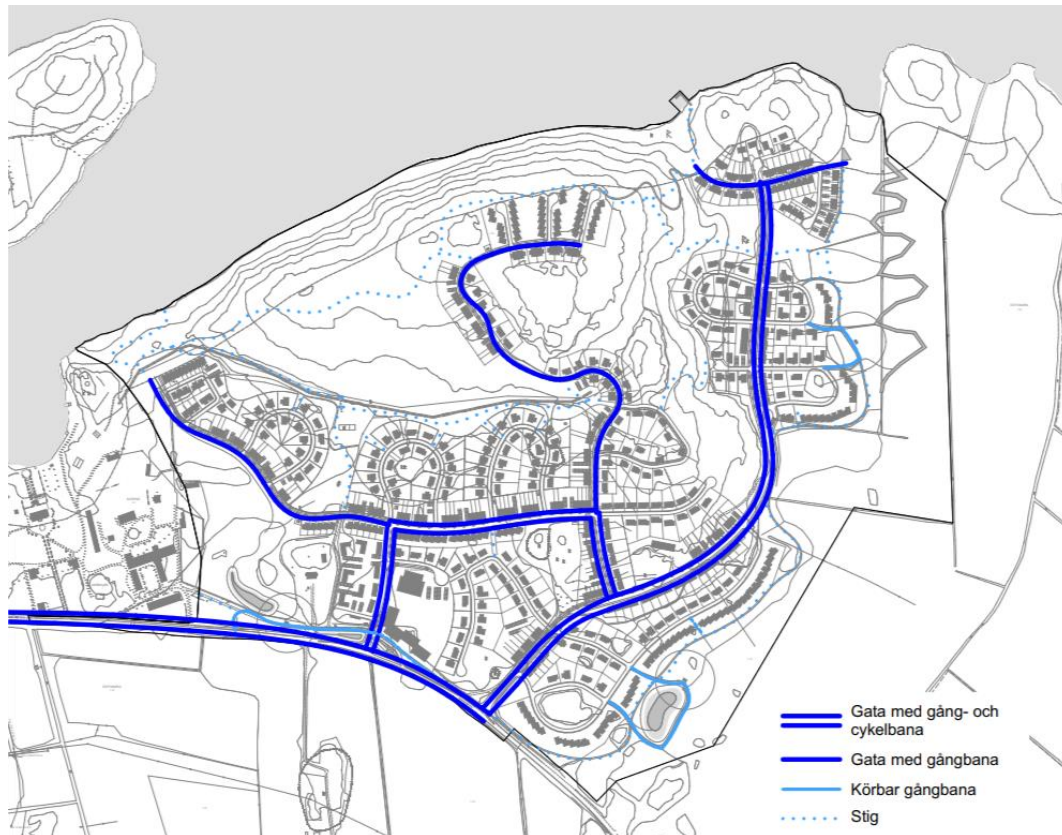 Gata med gång- och
cykelbana
Gata med gångbana
Körbar gångbana
Stig